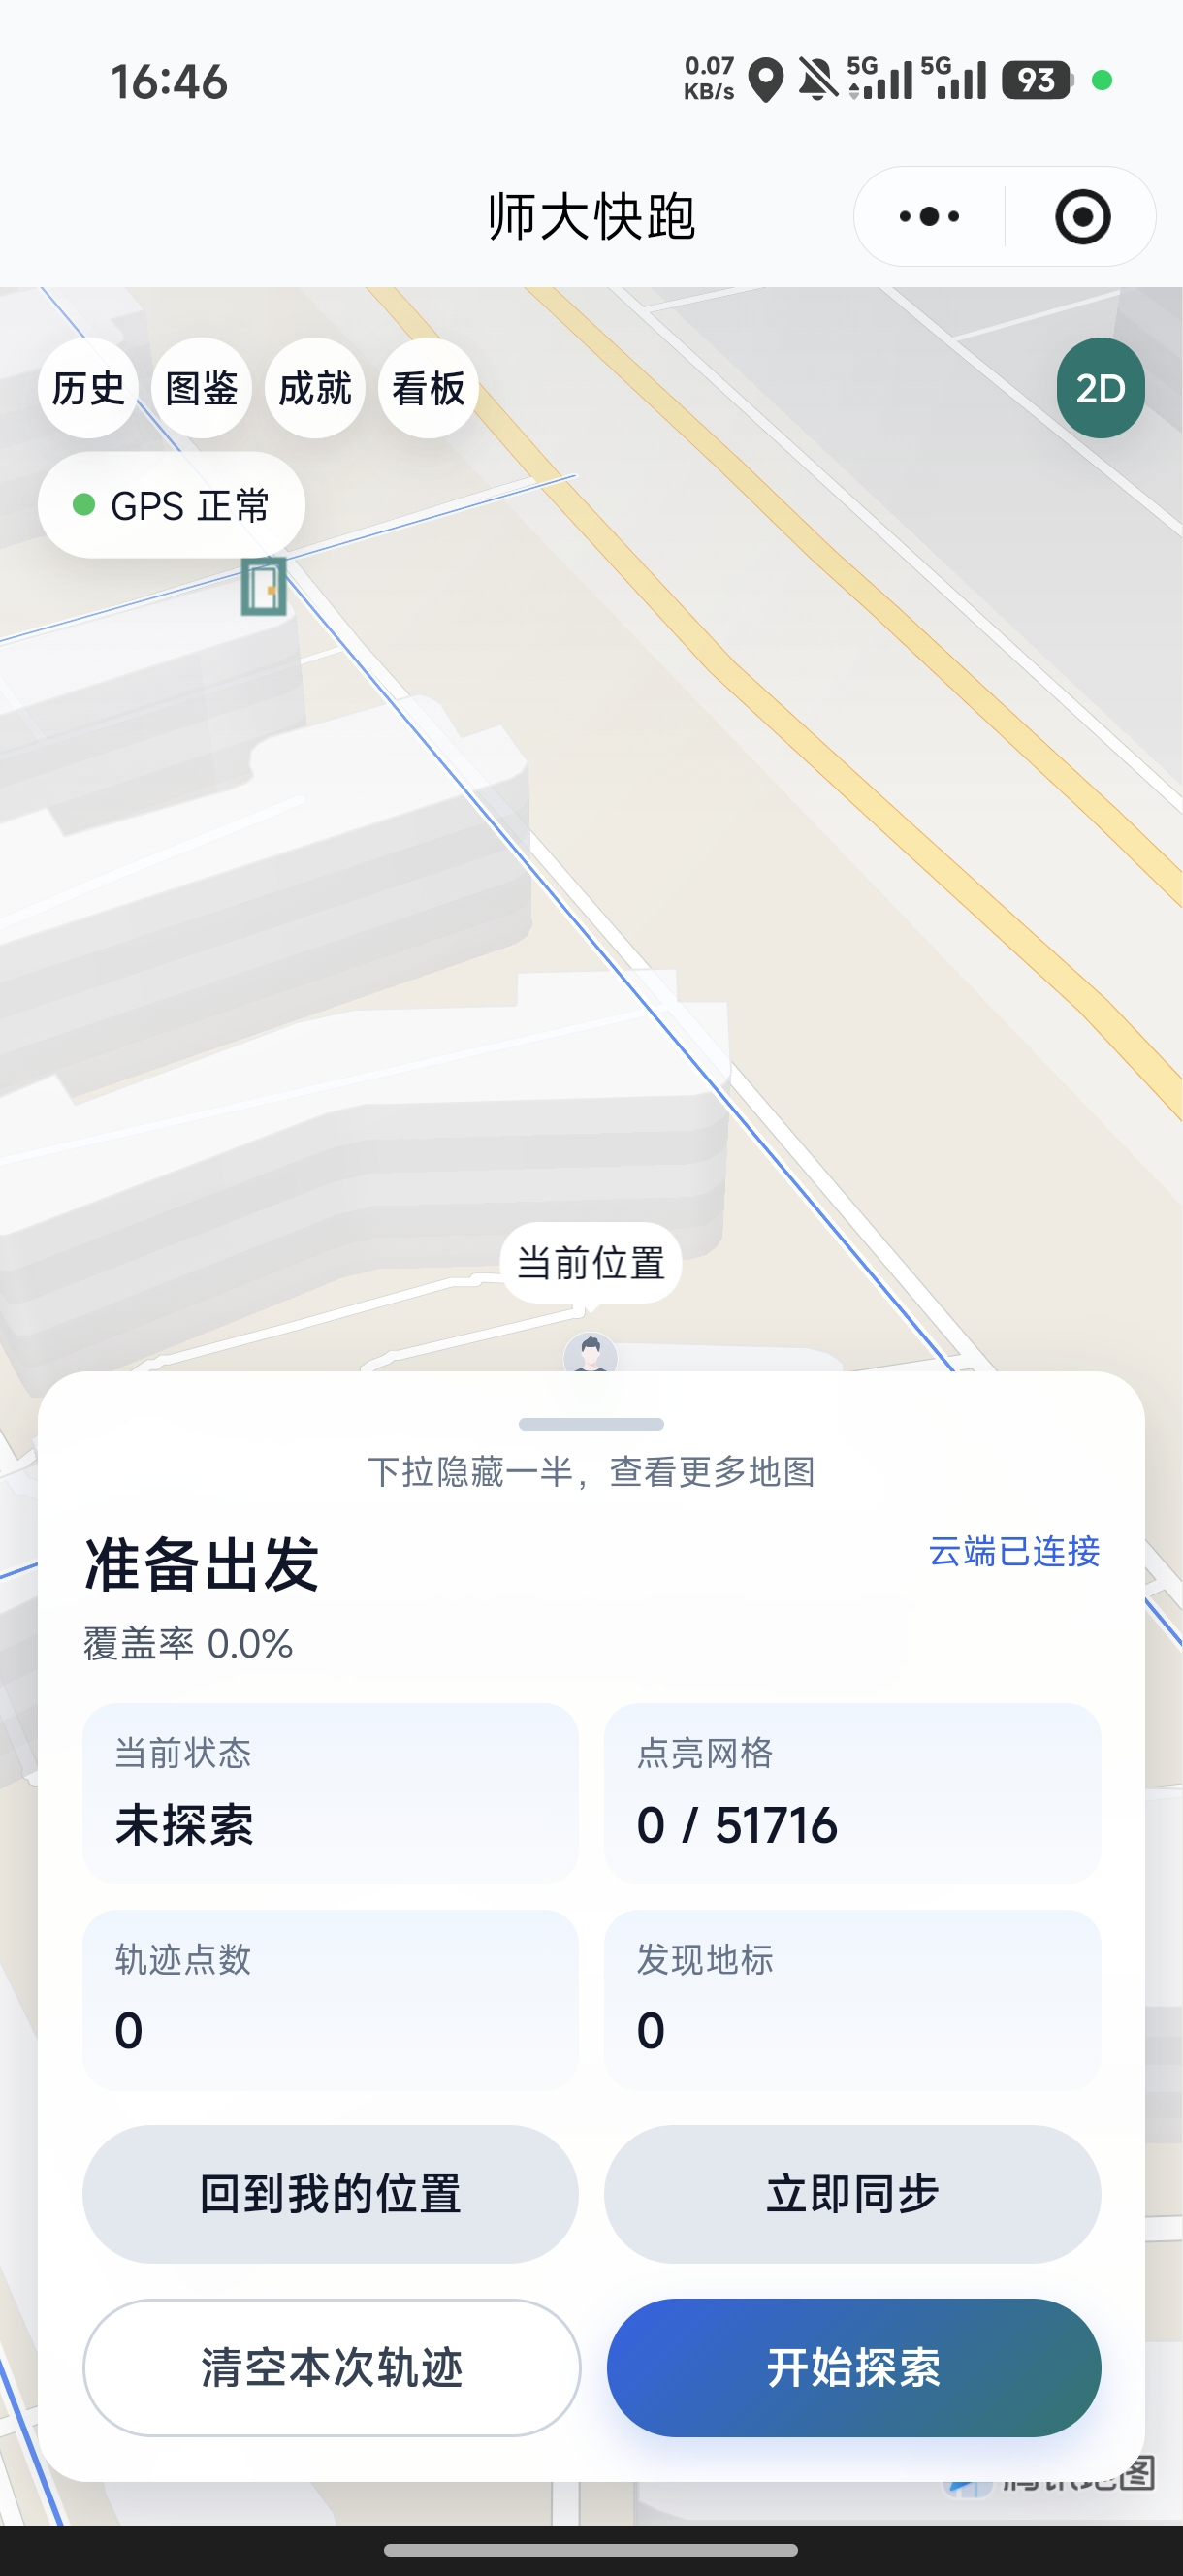 16:46
0.07
KB/s
5G
5G
93
师大快跑
历史
图鉴
成就
看板
2D
GPS 正常
当前位置
下拉隐藏一半，查看更多地图
准备出发
云端已连接
覆盖率 0.0%
当前状态
点亮网格
未探索
0 / 51716
轨迹点数
发现地标
0
0
回到我的位置
立即同步
清空本次轨迹
开始探索
腾讯地图